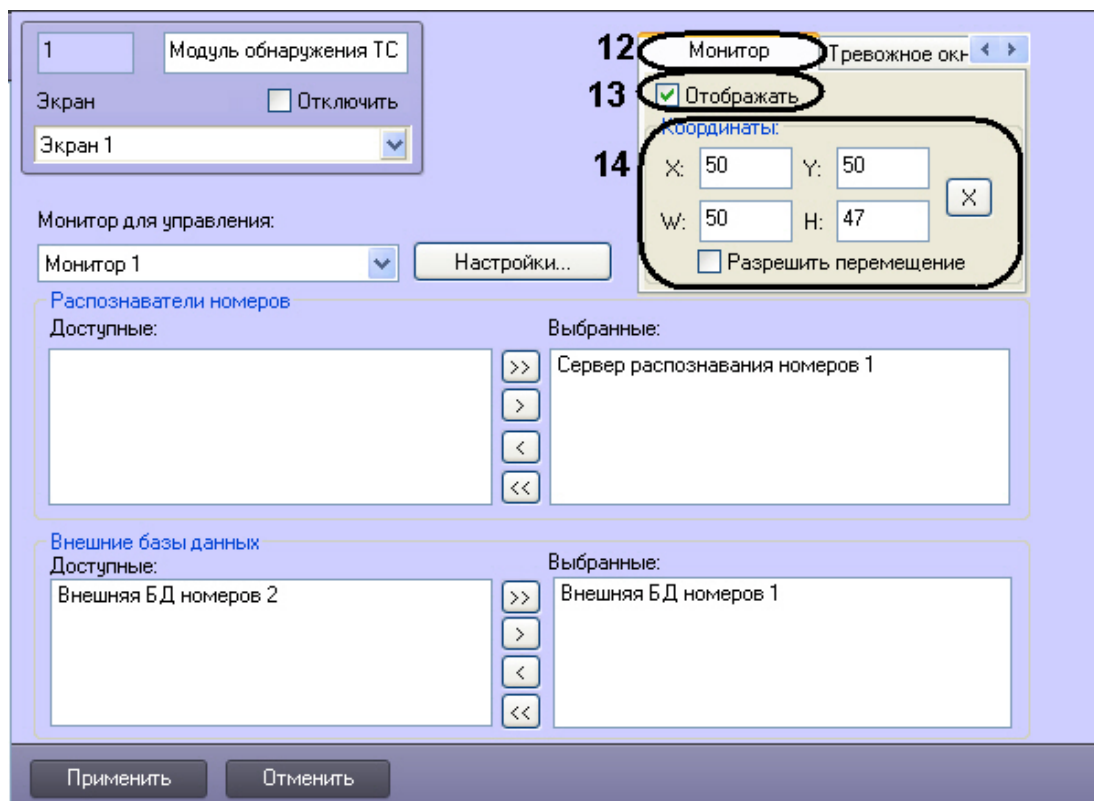 1
Модуль обнаружения ТС
Экран
Отключить
Экран 1
12
Монитор
Тревожное окн
13
Отображать
Координаты:
14
X: 50 Y: 50
X
W: 50 H: 47
Разрешить перемещение
Монитор для управления:
Монитор 1
Настройки...
Распознаватели номеров
Доступные:
Выбранные:
Сервер распознавания номеров 1
>>
>
<
<<
Внешние базы данных
Доступные:
Выбранные:
Внешняя БД номеров 2
Внешняя БД номеров 1
>>
>
<
<<
Применить
Отменить